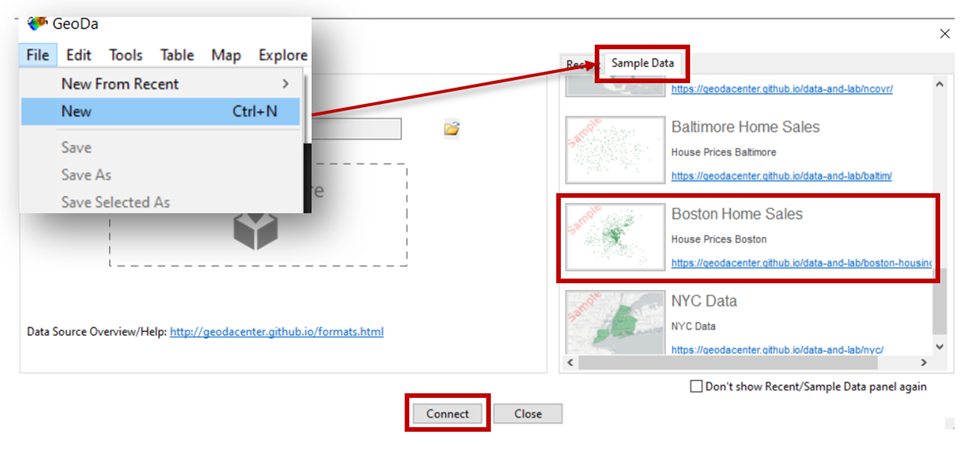 GeoDa
File Edit Tools Table Map Explore
New From Recent
New Ctrl+N
Save
Save As
Save Selected As
re
Data Source Overview/Help: http://geodacenter.github.io/formats.html
Sample Data
https://geodacenter.github.io/data-and-lab/ncovr/
Sample
Baltimore Home Sales
House Prices Baltimore
https://geodacenter.github.io/data-and-lab/baltim/
Sample
Boston Home Sales
House Prices Boston
https://geodacenter.github.io/data-and-lab/boston-housing
Sample
NYC Data
NYC Data
https://geodacenter.github.io/data-and-lab/nyc/
Don't show Recent/Sample Data panel again
Connect
Close